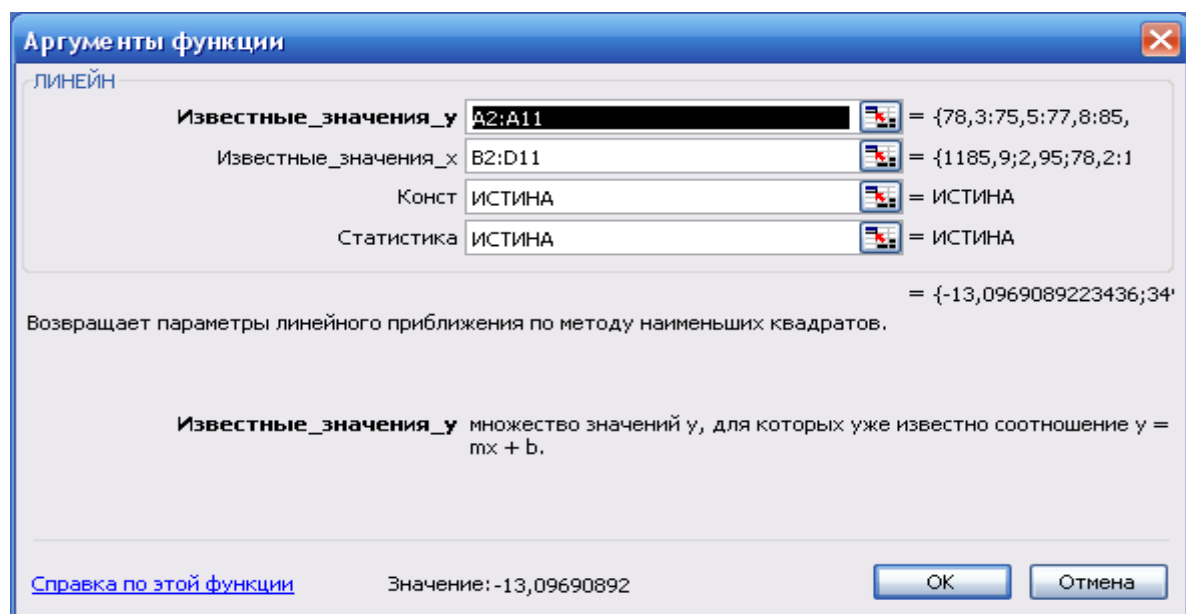 Аргументы функции
ЛИНЕЙН
Известные_значения_y A2:A11 = {78,3:75,5:77,8:85,
Известные_значения_x B2:D11 = {1185,9;2,95;78,2:1
Конст ИСТИНА = ИСТИНА
Статистика ИСТИНА = ИСТИНА
= {-13,0969089223436;34
Возвращает параметры линейного приближения по методу наименьших квадратов.
Известные_значения_y множество значений y, для которых уже известно соотношение y =
mx + b.
Справка по этой функции Значение:-13,09690892 OK Отмена